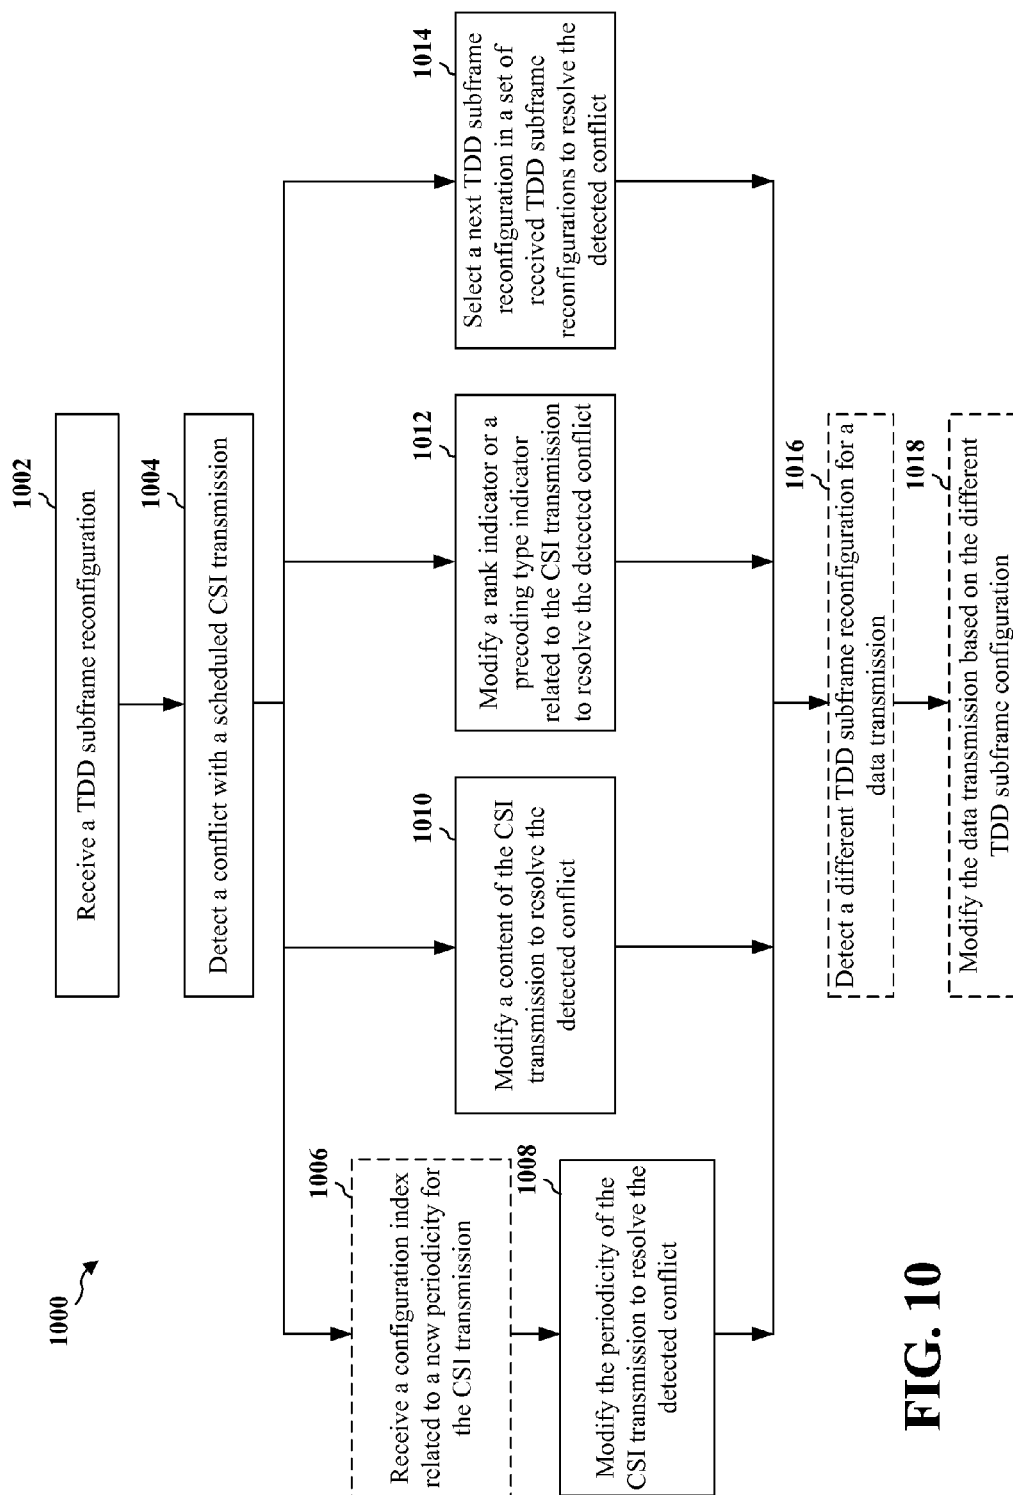 1000
1002
Receive a TDD subframe reconfiguration
1004
Detect a conflict with a scheduled CSI transmission
1006
Receive a configuration index
related to a new periodicity for
the CSI transmission
1008
Modify the periodicity of the
CSI transmission to resolve the
detected conflict
1010
Modify a content of the CSI
transmission to resolve the
detected conflict
1012
Modify a rank indicator or a
precoding type indicator
related to the CSI transmission
to resolve the detected conflict
1014
Select a next TDD subframe
reconfiguration in a set of
received TDD subframe
reconfigurations to resolve the
detected conflict
1016
Detect a different TDD subframe reconfiguration for a
data transmission
1018
Modify the data transmission based on the different
TDD subframe configuration
FIG. 10